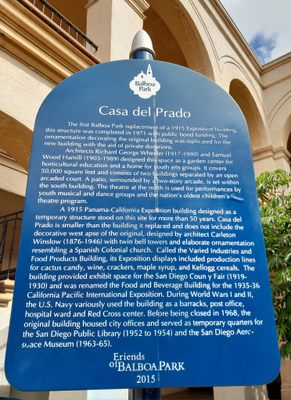 Balboa
Park
Casa del Prado
The first Balboa Park replacement of a 1915 Exposition building,
this structure was completed in 1971 with public bond funding. The
ornamentation decorating the original building was replicated for the
new building with the aid of private donations.
Architects Richard George Wheeler (1917-1990) and Samuel
Wood Hamill (1903-1989) designed this space as a garden center for
horticultural education and a home for youth arts groups. It covers
50,000 square feet and consists of two buildings separated by an open
arcaded court. A patio, surrounded by a two-story arcade, is set within
the south building. The theatre at the north is used for performances by
youth musical and dance groups and the nation's oldest children's
theatre program.
A 1915 Panama-California Exposition building designed as a
temporary structure stood on this site for more than 50 years. Casa del
Prado is smaller than the building it replaced and does not include the
decorative west apse of the original, designed by architect Carleton
Winslow (1876-1946) with twin bell towers and elaborate ornamentation
resembling a Spanish Colonial church. Called the Varied Industries and
Food Products Building, its Exposition displays included production lines
for cactus candy, wine, crackers, maple syrup, and Kellogg cereals. The
building provided exhibit space for the San Diego Coun y Fair (1919-
1930) and was renamed the Food and Beverage Building for the 1935-36
California Pacific International Exposition. During World Wars I and II,
the U.S. Navy variously used the building as a barracks, post office,
hospital ward and Red Cross center. Before being closed in 1968, the
original building housed city offices and served as temporary quarters for
the San Diego Public Library (1952 to 1954) and the San Diego Aero-
space Museum (1963-65).
Friends
of BALBOA PARK
2015